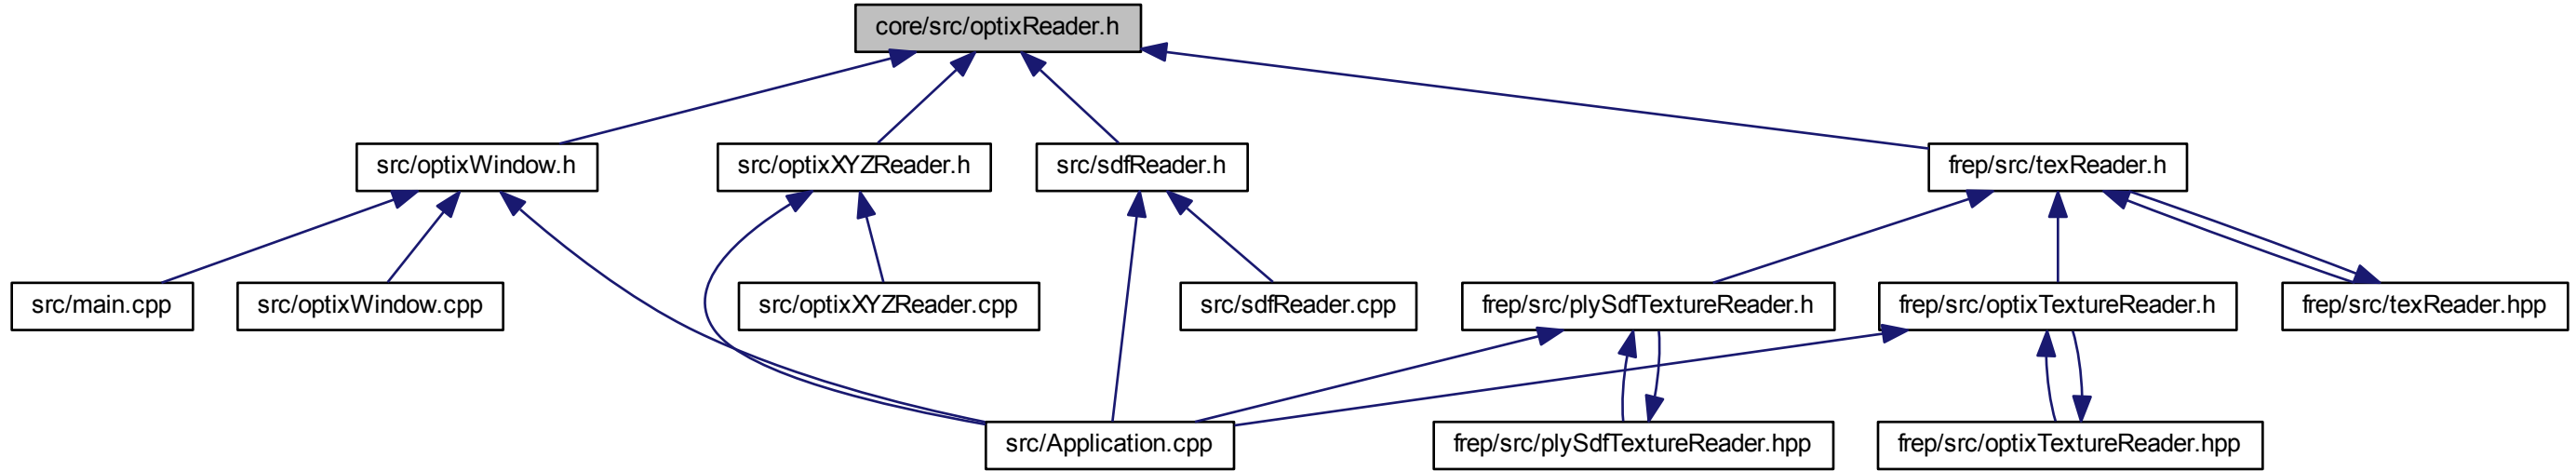 core/src/optixReader.h
src/optixWindow.h
src/optixXYZReader.h
src/sdfReader.h
frep/src/texReader.h
src/main.cpp
src/optixWindow.cpp
src/optixXYZReader.cpp
src/sdfReader.cpp
frep/src/plySdfTextureReader.h
frep/src/optixTextureReader.h
frep/src/texReader.hpp
src/Application.cpp
frep/src/plySdfTextureReader.hpp
frep/src/optixTextureReader.hpp